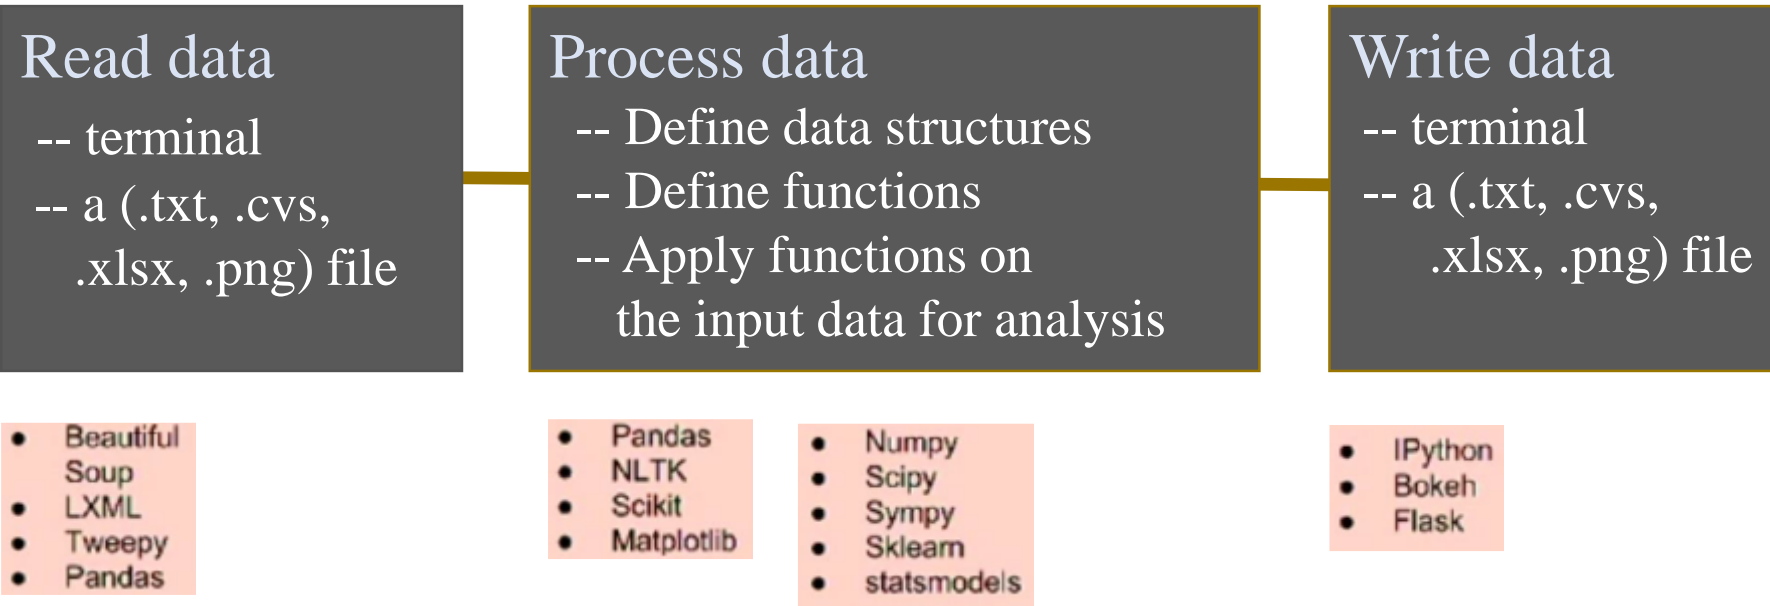 Read data
-- terminal
-- a (.txt, .cvs,
.xlsx, .png) file
Process data
-- Define data structures
-- Define functions
-- Apply functions on
the input data for analysis
Write data
-- terminal
-- a (.txt, .cvs,
.xlsx, .png) file
• Beautiful
Soup
• LXML
• Tweepy
• Pandas
• Pandas
• NLTK
• Scikit
• Matplotlib
• Numpy
• Scipy
• Sympy
• Sklearn
• statsmodels
• IPython
• Bokeh
• Flask